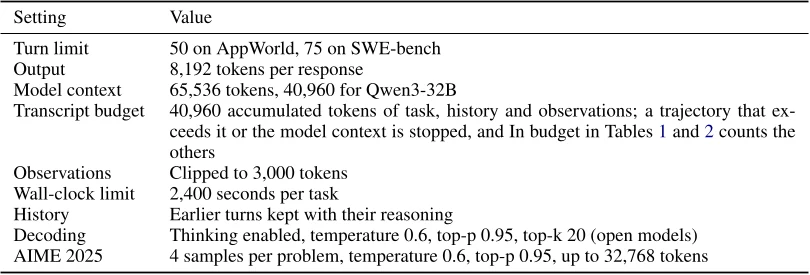 Setting Value
Turn limit 50 on AppWorld, 75 on SWE-bench
Output 8,192 tokens per response
Model context 65,536 tokens, 40,960 for Qwen3-32B
Transcript budget 40,960 accumulated tokens of task, history and observations; a trajectory that ex-
ceeds it or the model context is stopped, and In budget in Tables 1 and 2 counts the
others
Observations Clipped to 3,000 tokens
Wall-clock limit 2,400 seconds per task
History Earlier turns kept with their reasoning
Decoding Thinking enabled, temperature 0.6, top-p 0.95, top-k 20 (open models)
AIME 2025 4 samples per problem, temperature 0.6, top-p 0.95, up to 32,768 tokens